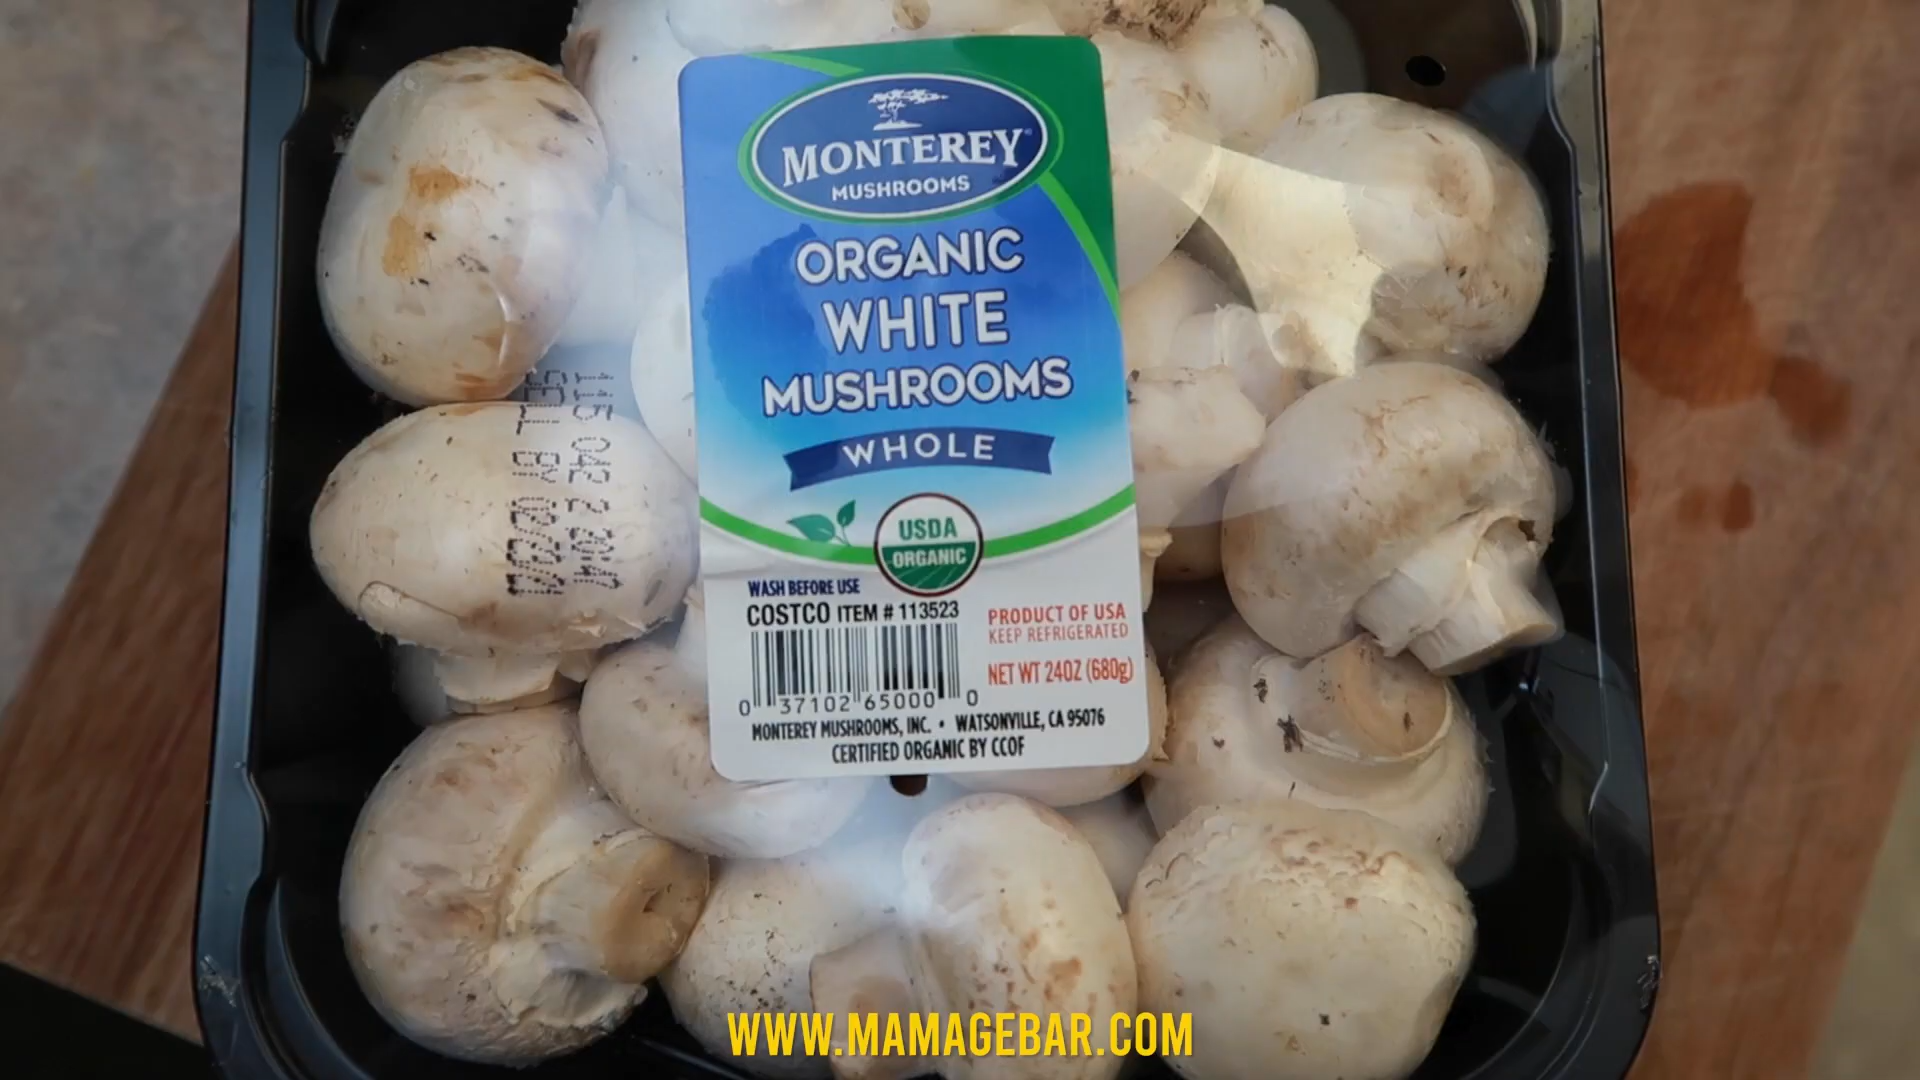 MONTEREY
MUSHROOMS
ORGANIC
WHITE
MUSHROOMS
WHOLE
USDA
ORGANIC
WASH BEFORE USE
COSTCO ITEM # 113523
PRODUCT OF USA
KEEP REFRIGERATED
NET WT 24OZ (680g)
0 37102 65000 0
MONTEREY MUSHROOMS, INC. • WATSONVILLE, CA 95076
CERTIFIED ORGANIC BY CCOF
SELL BY
WWW.MAMAGEBAR.COM